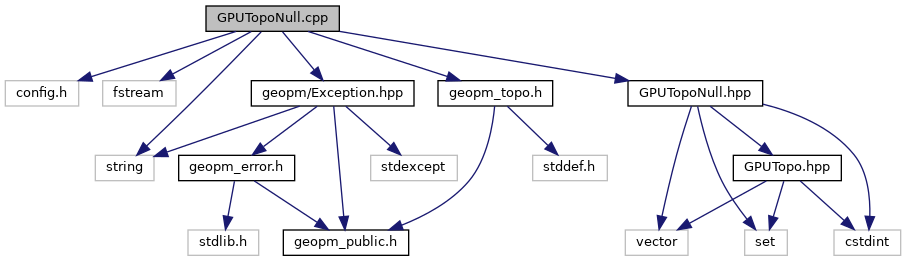 GPUTopoNull.cpp
config.h
fstream
geopm/Exception.hpp
geopm_topo.h
GPUTopoNull.hpp
string
geopm_error.h
stdexcept
stddef.h
GPUTopo.hpp
stdlib.h
geopm_public.h
vector
set
cstdint